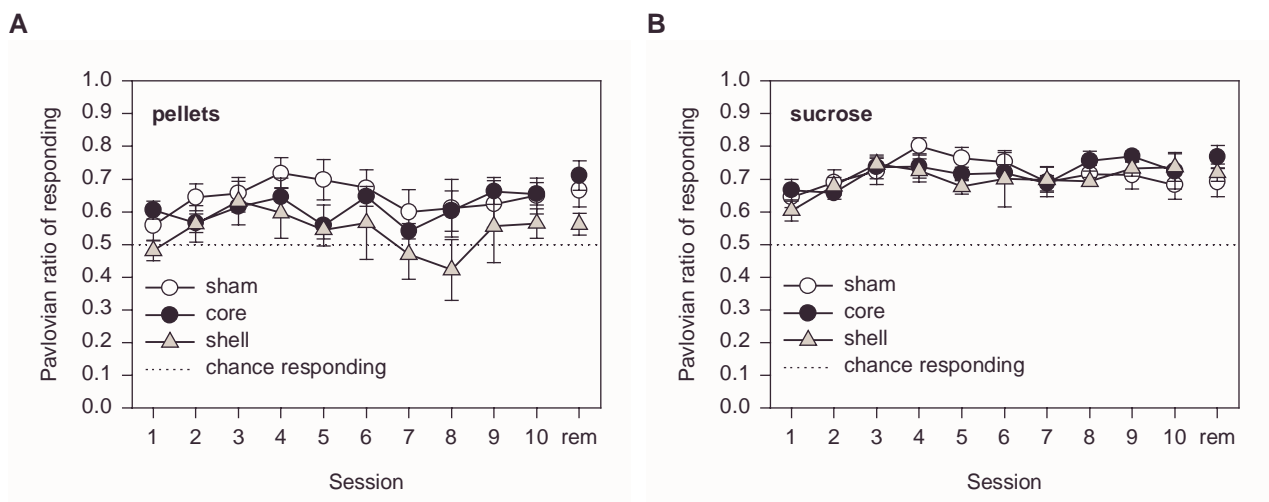 A
Pavlovian ratio of responding
1.0
0.9
0.8
0.7
0.6
0.5
0.4
0.3
0.2
0.1
0.0
pellets
sham
core
shell
chance responding
1 2 3 4 5 6 7 8 9 10 rem
Session
B
Pavlovian ratio of responding
1.0
0.9
0.8
0.7
0.6
0.5
0.4
0.3
0.2
0.1
0.0
sucrose
sham
core
shell
chance responding
1 2 3 4 5 6 7 8 9 10 rem
Session